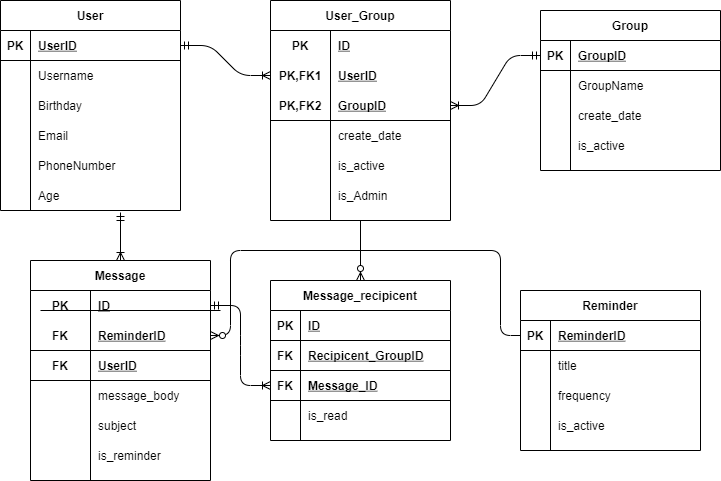 User
PK UserID
Username
Birthday
Email
PhoneNumber
Age
User_Group
PK ID
PK,FK1 UserID
PK,FK2 GroupID
create_date
is_active
is_Admin
Group
PK GroupID
GroupName
create_date
is_active
Message
PK ID
FK ReminderID
FK UserID
message_body
subject
is_reminder
Message_recipicent
PK ID
FK Recipicent_GroupID
FK Message_ID
is_read
Reminder
PK ReminderID
title
frequency
is_active